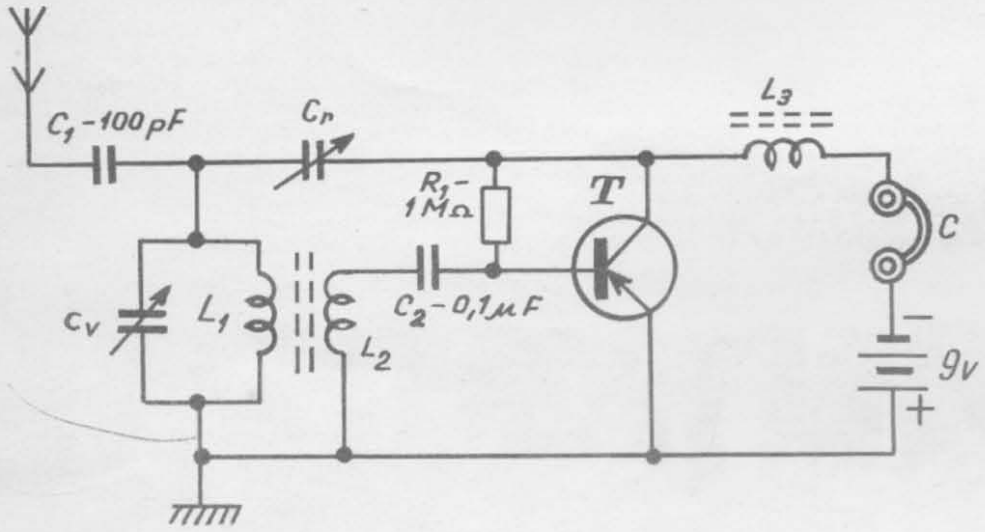 C₁-100pF
Cᵣ
L₃
R₁-
1MΩ
T
C
Cᵥ
L₁
L₂
C₂-0,1µF
-
9V
+